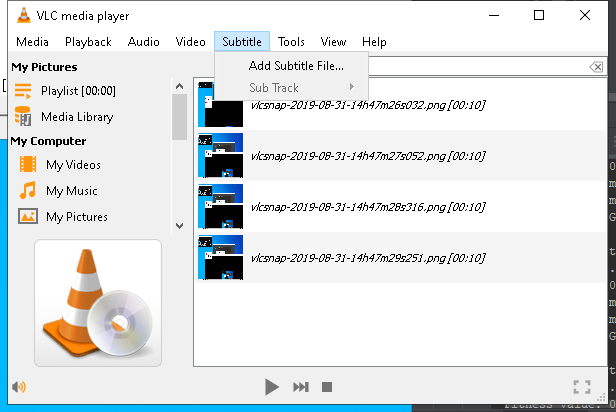 VLC media player
Media Playback Audio Video Subtitle Tools View Help
Add Subtitle File...
Sub Track
My Pictures
Playlist [00:00]
Media Library
My Computer
My Videos
My Music
My Pictures
vlcsnap-2019-08-31-14h47m26s032.png [00:10]
vlcsnap-2019-08-31-14h47m27s052.png [00:10]
vlcsnap-2019-08-31-14h47m28s316.png [00:10]
vlcsnap-2019-08-31-14h47m29s251.png [00:10]